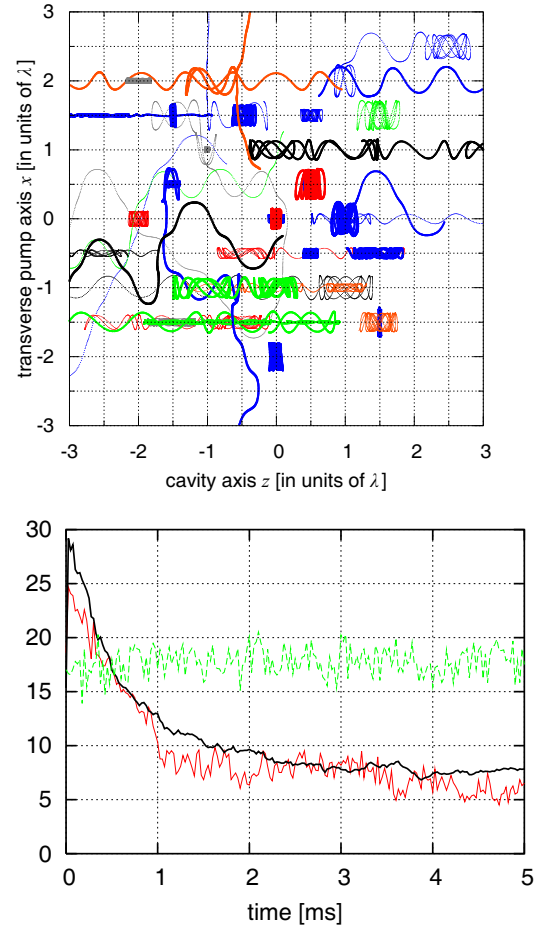 3
2
1
0
-1
-2
-3
transverse pump axis x [in units of λ]
-3 -2 -1 0 1 2 3
cavity axis z [in units of λ]
30
25
20
15
10
5
0
0 1 2 3 4 5
time [ms]